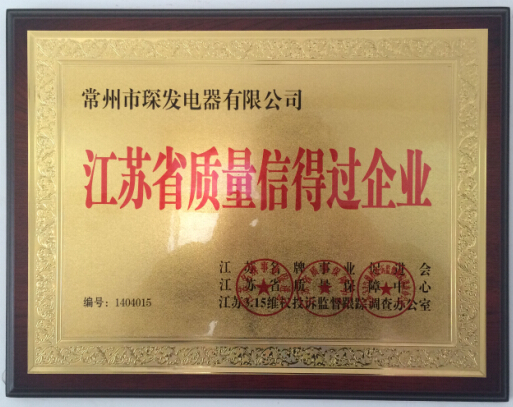 常州市琛发电器有限公司
江苏省质量信得过企业
江苏名牌事业促进会
江苏省质量保障中心
编号：1404015
江苏3.15维权投诉监督跟踪调查办公室